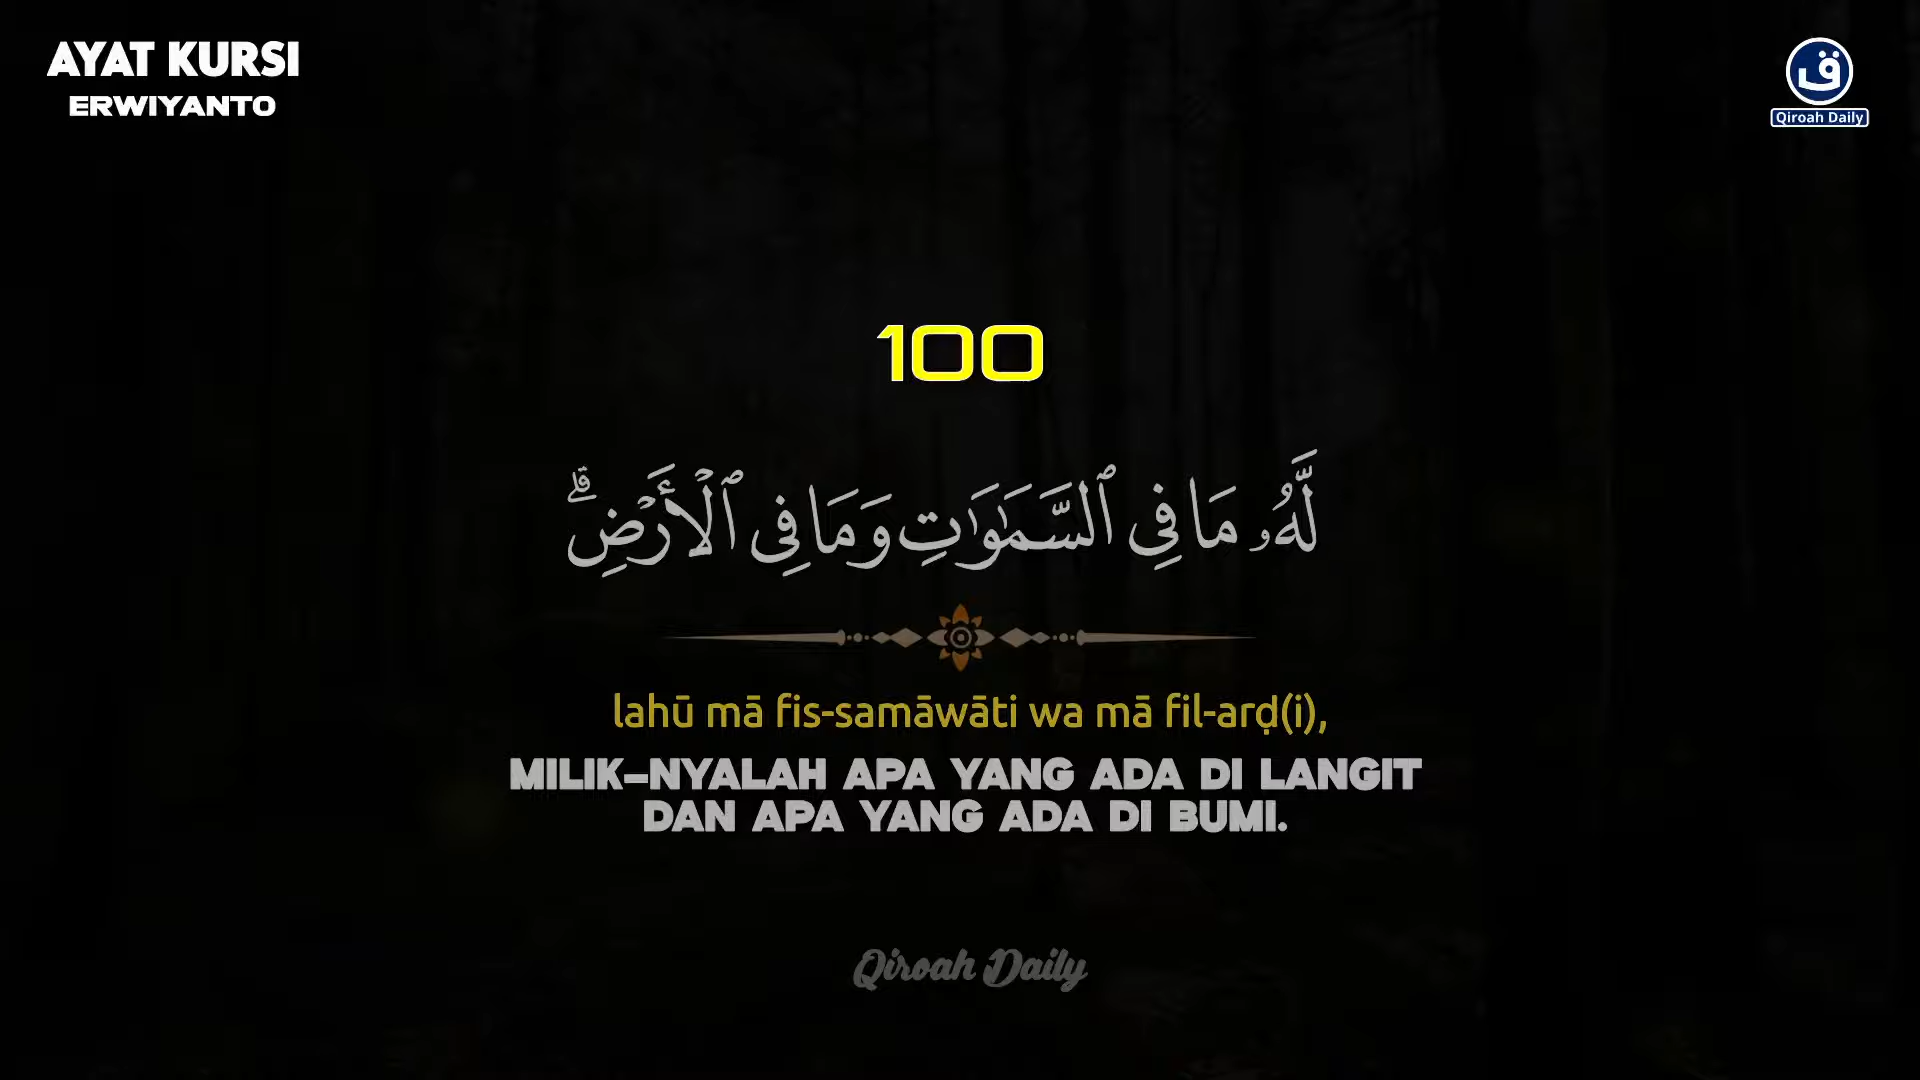 AYAT KURSI
ERWIYANTO
ق
Qiroah Daily
100
لَّهُۥ مَا فِي ٱلسَّمَٰوَٰتِ وَمَا فِي ٱلۡأَرۡضِۗ
lahū mā fis-samāwāti wa mā fil-arḍ(i),
MILIK-NYALAH APA YANG ADA DI LANGIT
DAN APA YANG ADA DI BUMI.
Qiroah Daily